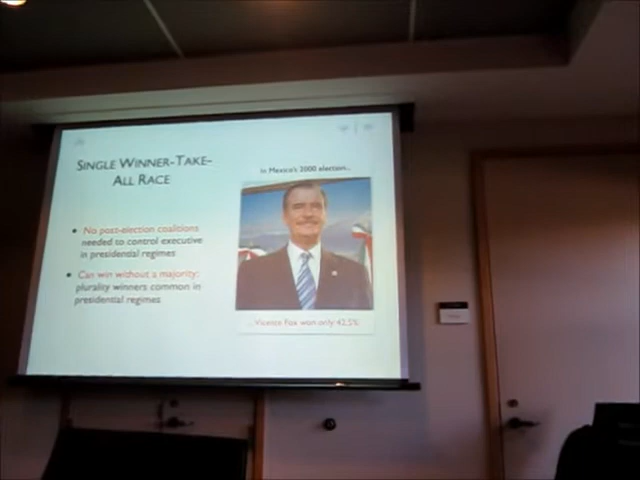 SINGLE WINNER-TAKE-
ALL RACE
In Mexico's 2000 election...
• No post-election coalitions
needed to control executive
in presidential regimes
• Can win without a majority:
plurality winners common in
presidential regimes
...Vicente Fox won only 42.5%